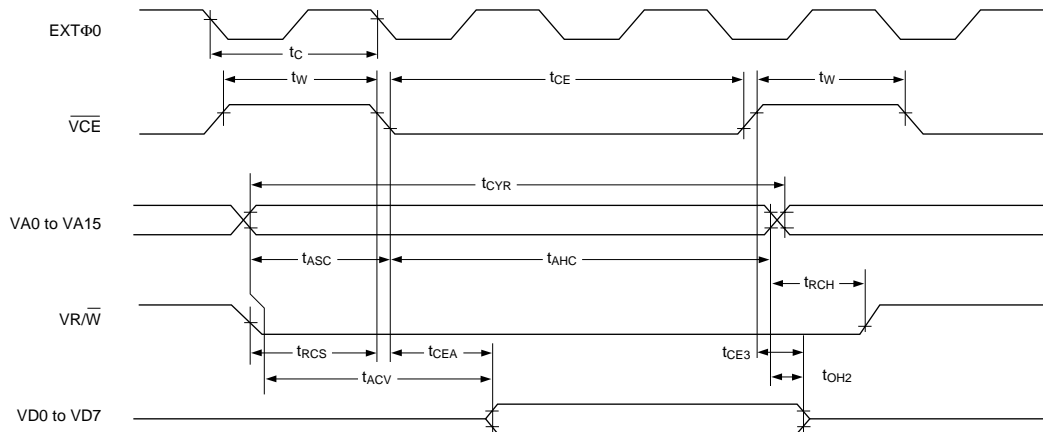 EXTΦ0
tC
tW
tCE
tW
VCE
tCYR
VA0 to VA15
tASC
tAHC
tRCH
VR/W
tRCS
tCEA
tCE3
tACV
tOH2
VD0 to VD7